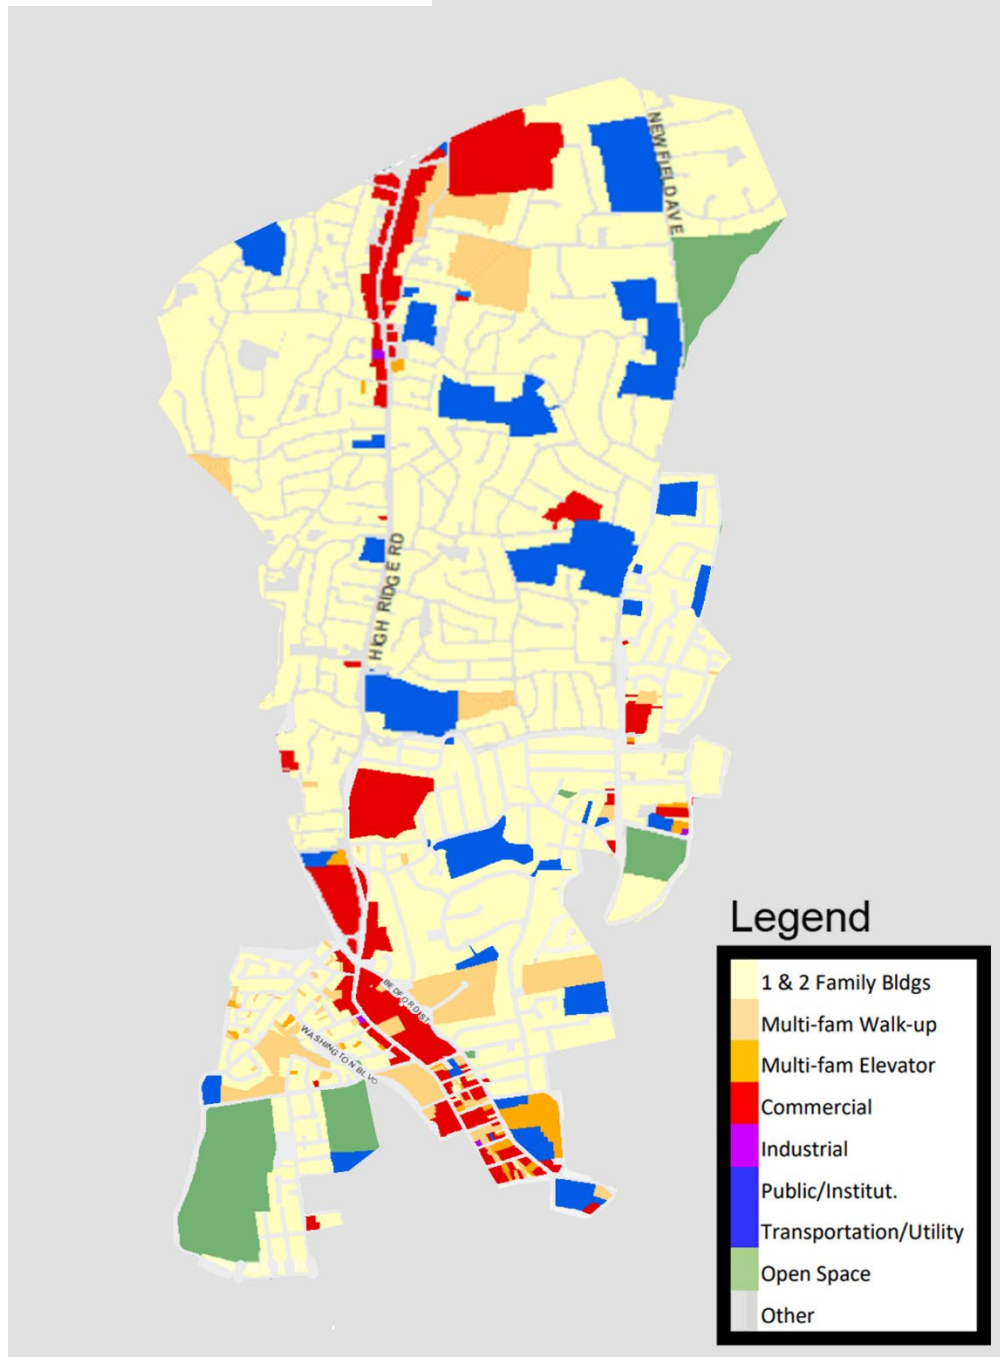 NEWFIELD AVE
HIGH RIDGE RD
BEDFORD ST
WASHINGTON BLVD
Legend
1 & 2 Family Bldgs
Multi-fam Walk-up
Multi-fam Elevator
Commercial
Industrial
Public/Institut.
Transportation/Utility
Open Space
Other